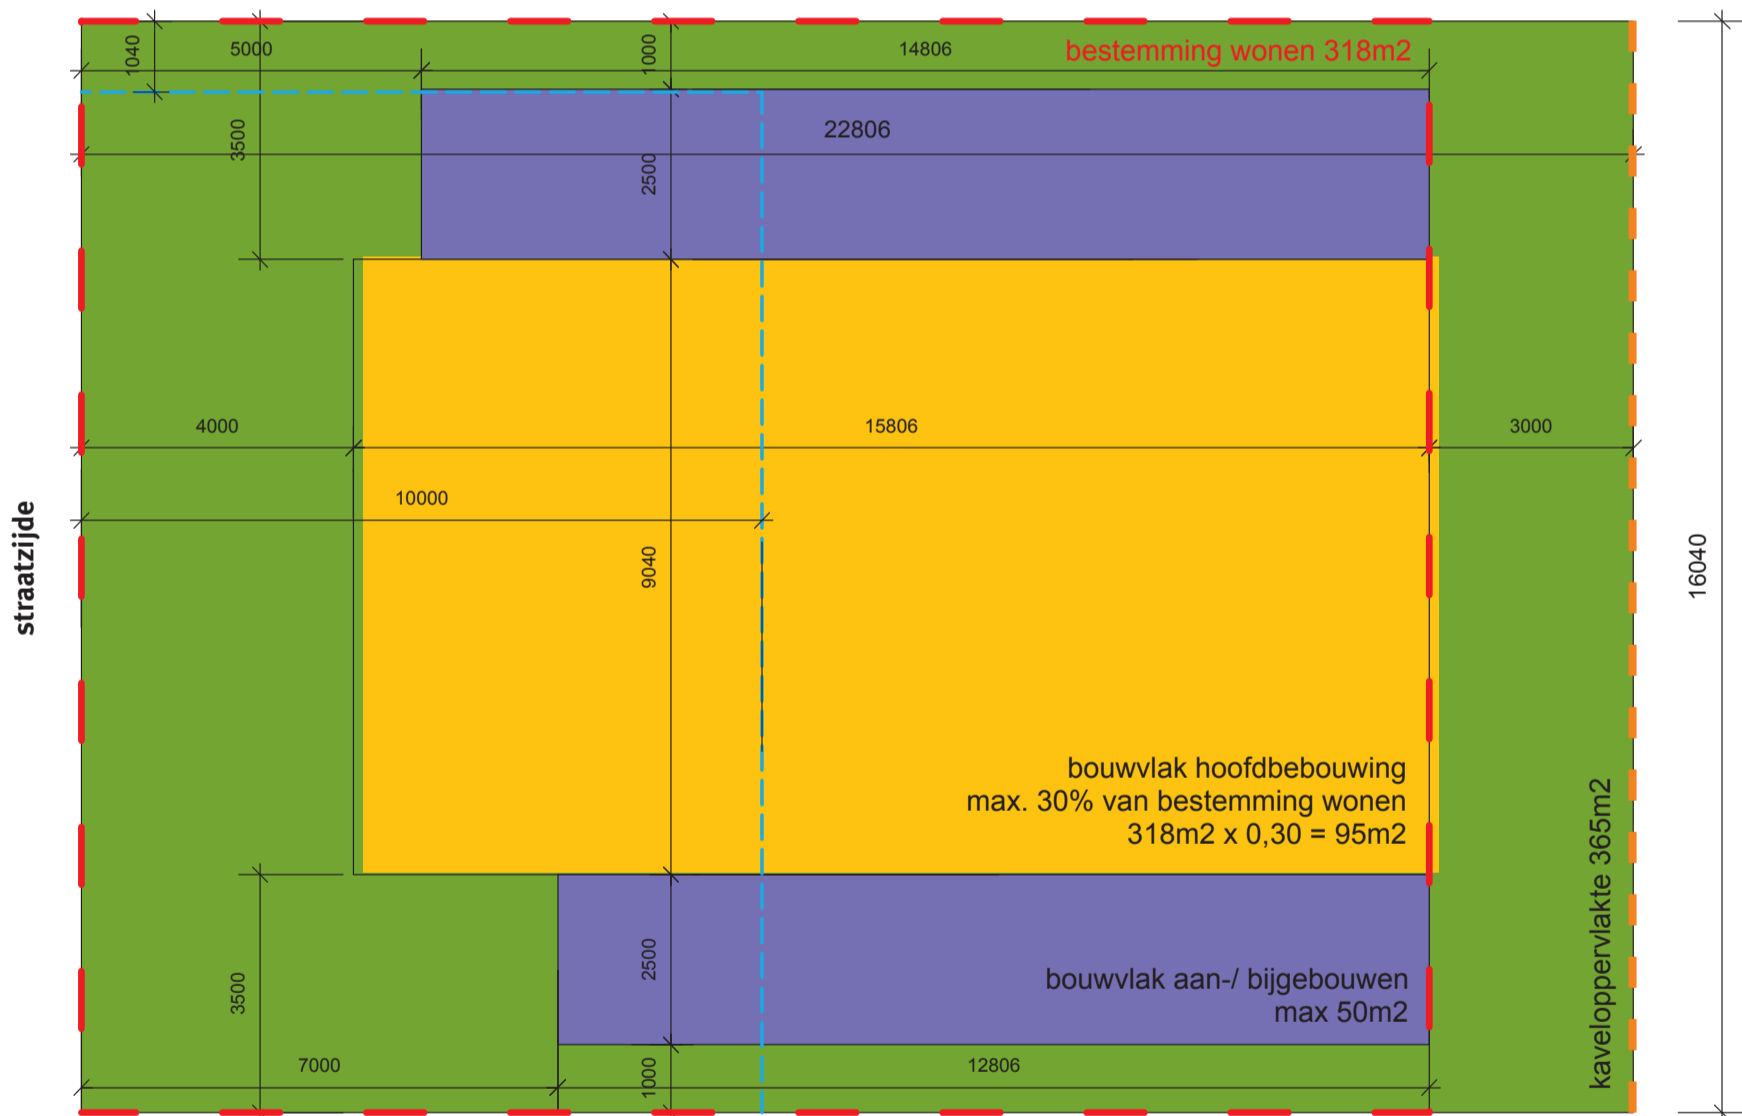 1040
5000
1000
14806
bestemming wonen 318m2
3500
2500
22806
4000
15806
3000
10000
straatzijde
9040
16040
bouwvlak hoofdbebouwing
max. 30% van bestemming wonen
318m2 x 0,30 = 95m2
kaveloppervlakte 365m2
3500
2500
bouwvlak aan-/ bijgebouwen
max 50m2
7000
1000
12806